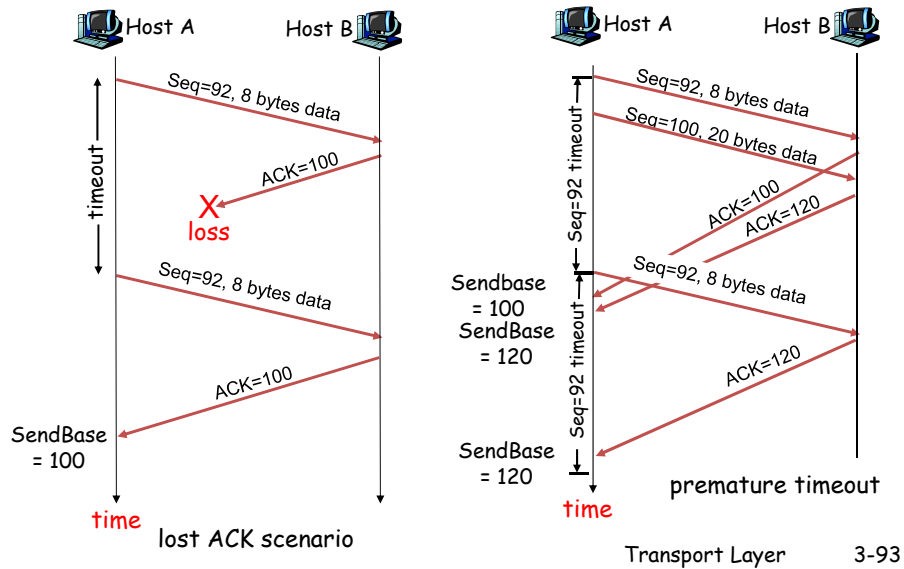 Host A
Host B
timeout
Seq=92, 8 bytes data
ACK=100
X
loss
Seq=92, 8 bytes data
ACK=100
SendBase
= 100
time
lost ACK scenario
Host A
Host B
Seq=92 timeout
Seq=92, 8 bytes data
Seq=100, 20 bytes data
ACK=100
ACK=120
Seq=92 timeout
Seq=92, 8 bytes data
Sendbase
= 100
SendBase
= 120
ACK=120
SendBase
= 120
time
premature timeout
Transport Layer 3-93